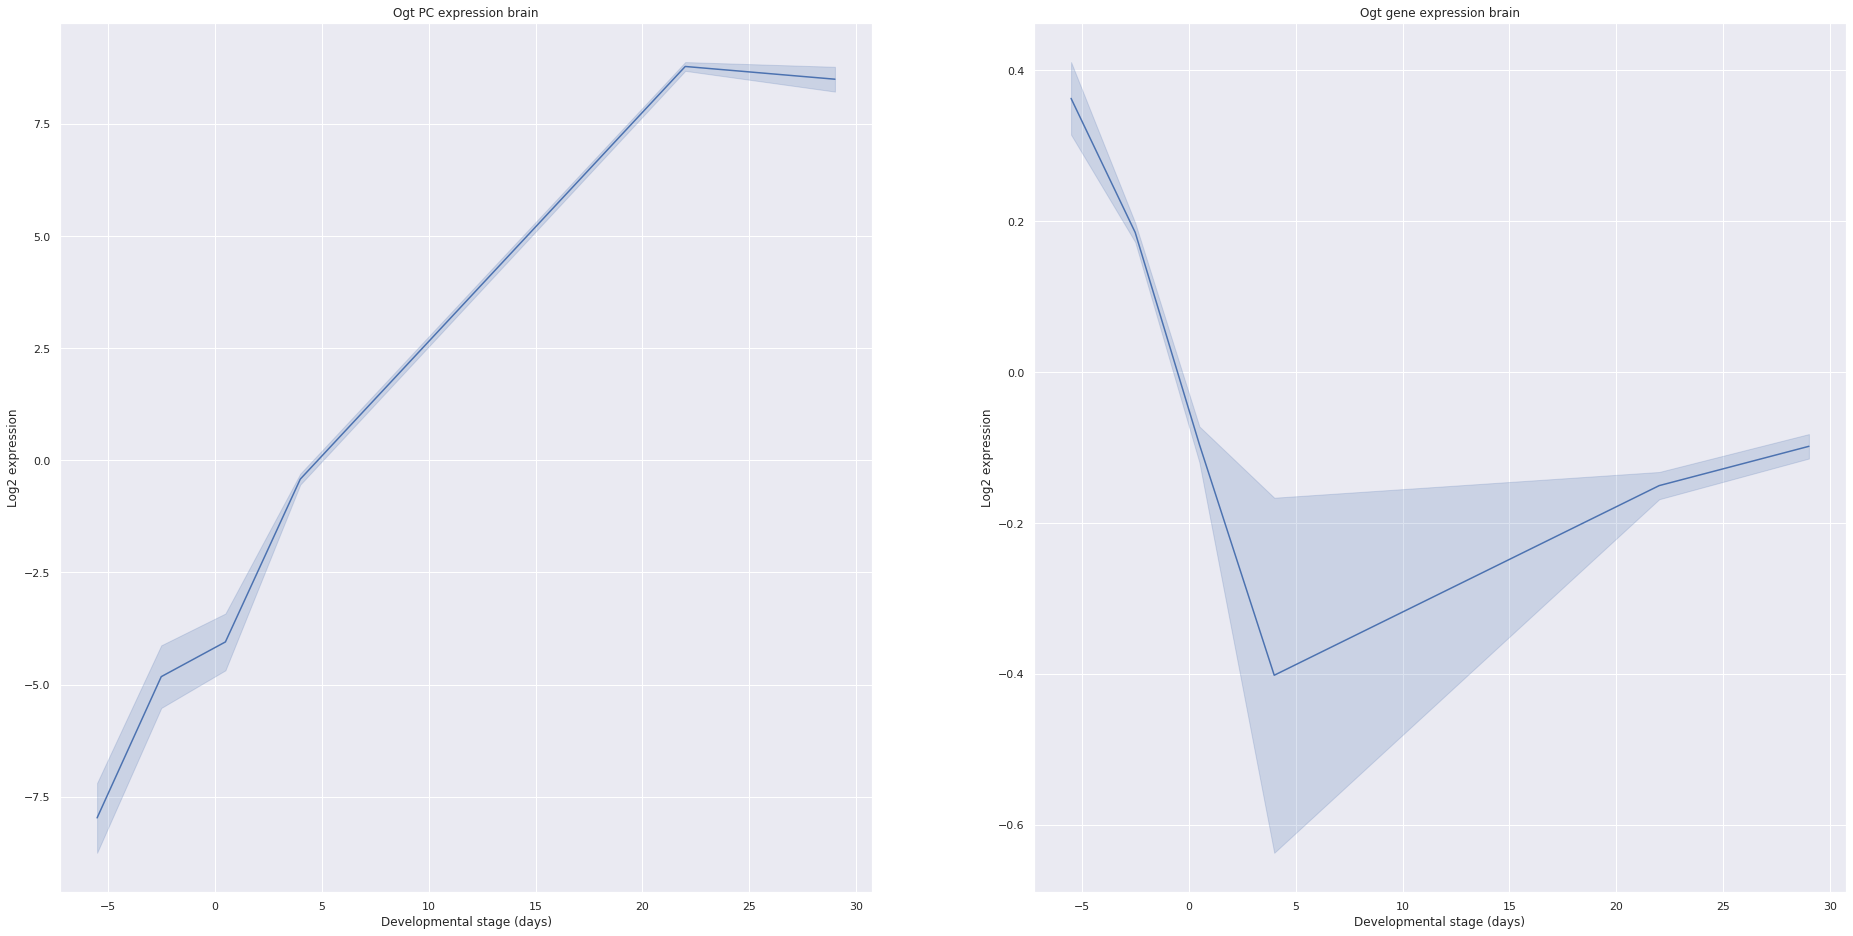 Ogt PC expression brain
Log2 expression
7.5
5.0
2.5
0.0
−2.5
−5.0
−7.5
−5 0 5 10 15 20 25 30
Developmental stage (days)
Ogt gene expression brain
Log2 expression
0.4
0.2
0.0
−0.2
−0.4
−0.6
−5 0 5 10 15 20 25 30
Developmental stage (days)